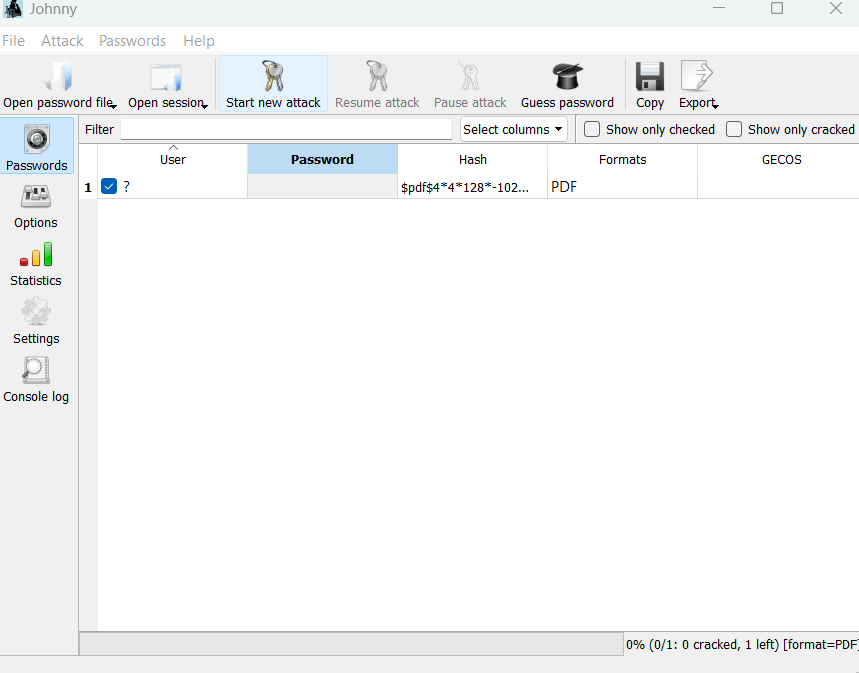 Johnny
File Attack Passwords Help
Open password file Open session Start new attack Resume attack Pause attack Guess password Copy Export
Filter Select columns Show only checked Show only cracked
Passwords
User Password Hash Formats GECOS
1 ? $pdf$4*4*128*-102... PDF
Options
Statistics
Settings
Console log
0% (0/1: 0 cracked, 1 left) [format=PDF]